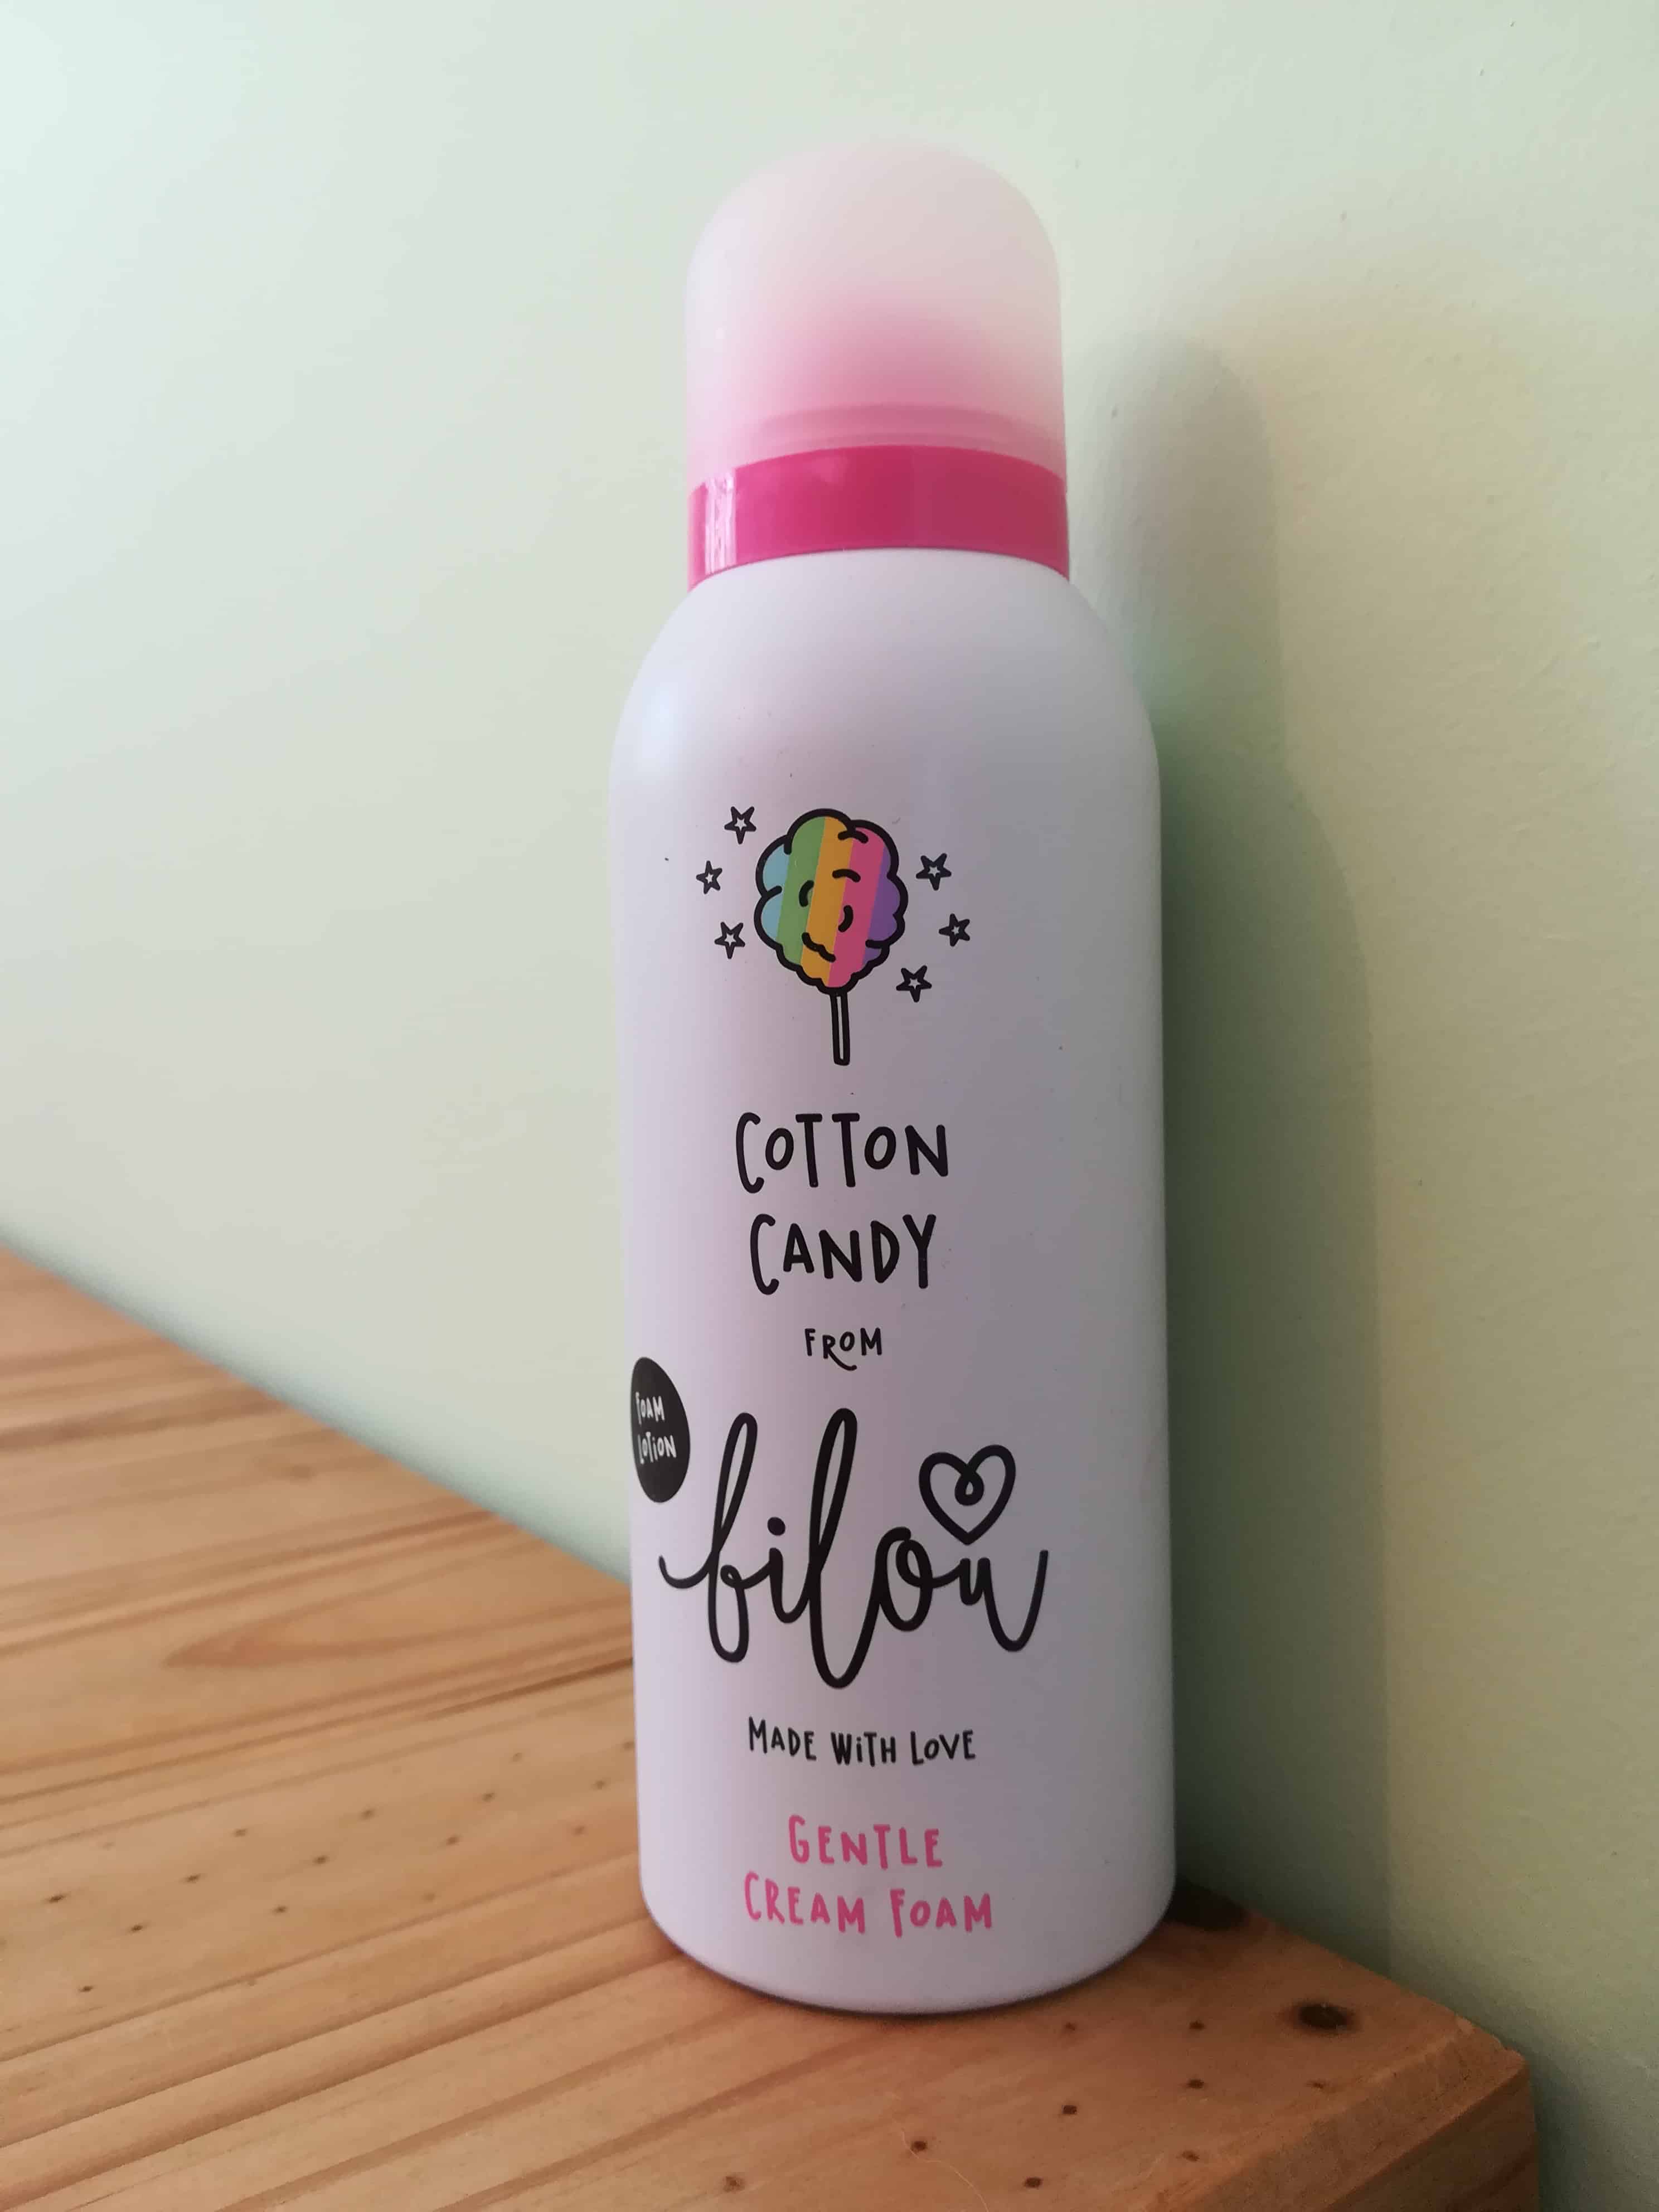 COTTON
CANDY
FROM
FOAM
LOTION
bilou
MADE WITH LOVE
GENTLE
CREAM FOAM